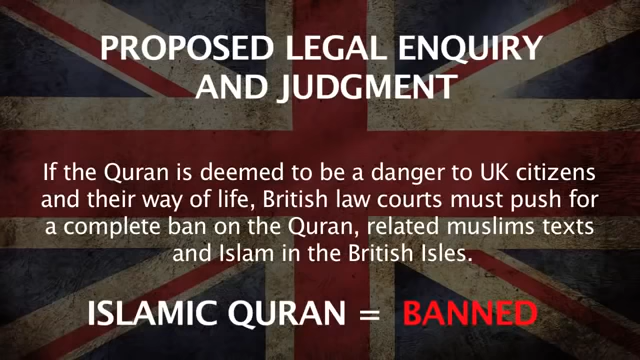 PROPOSED LEGAL ENQUIRY
AND JUDGMENT
If the Quran is deemed to be a danger to UK citizens
and their way of life, British law courts must push for
a complete ban on the Quran, related muslims texts
and Islam in the British Isles.
ISLAMIC QURAN = BANNED